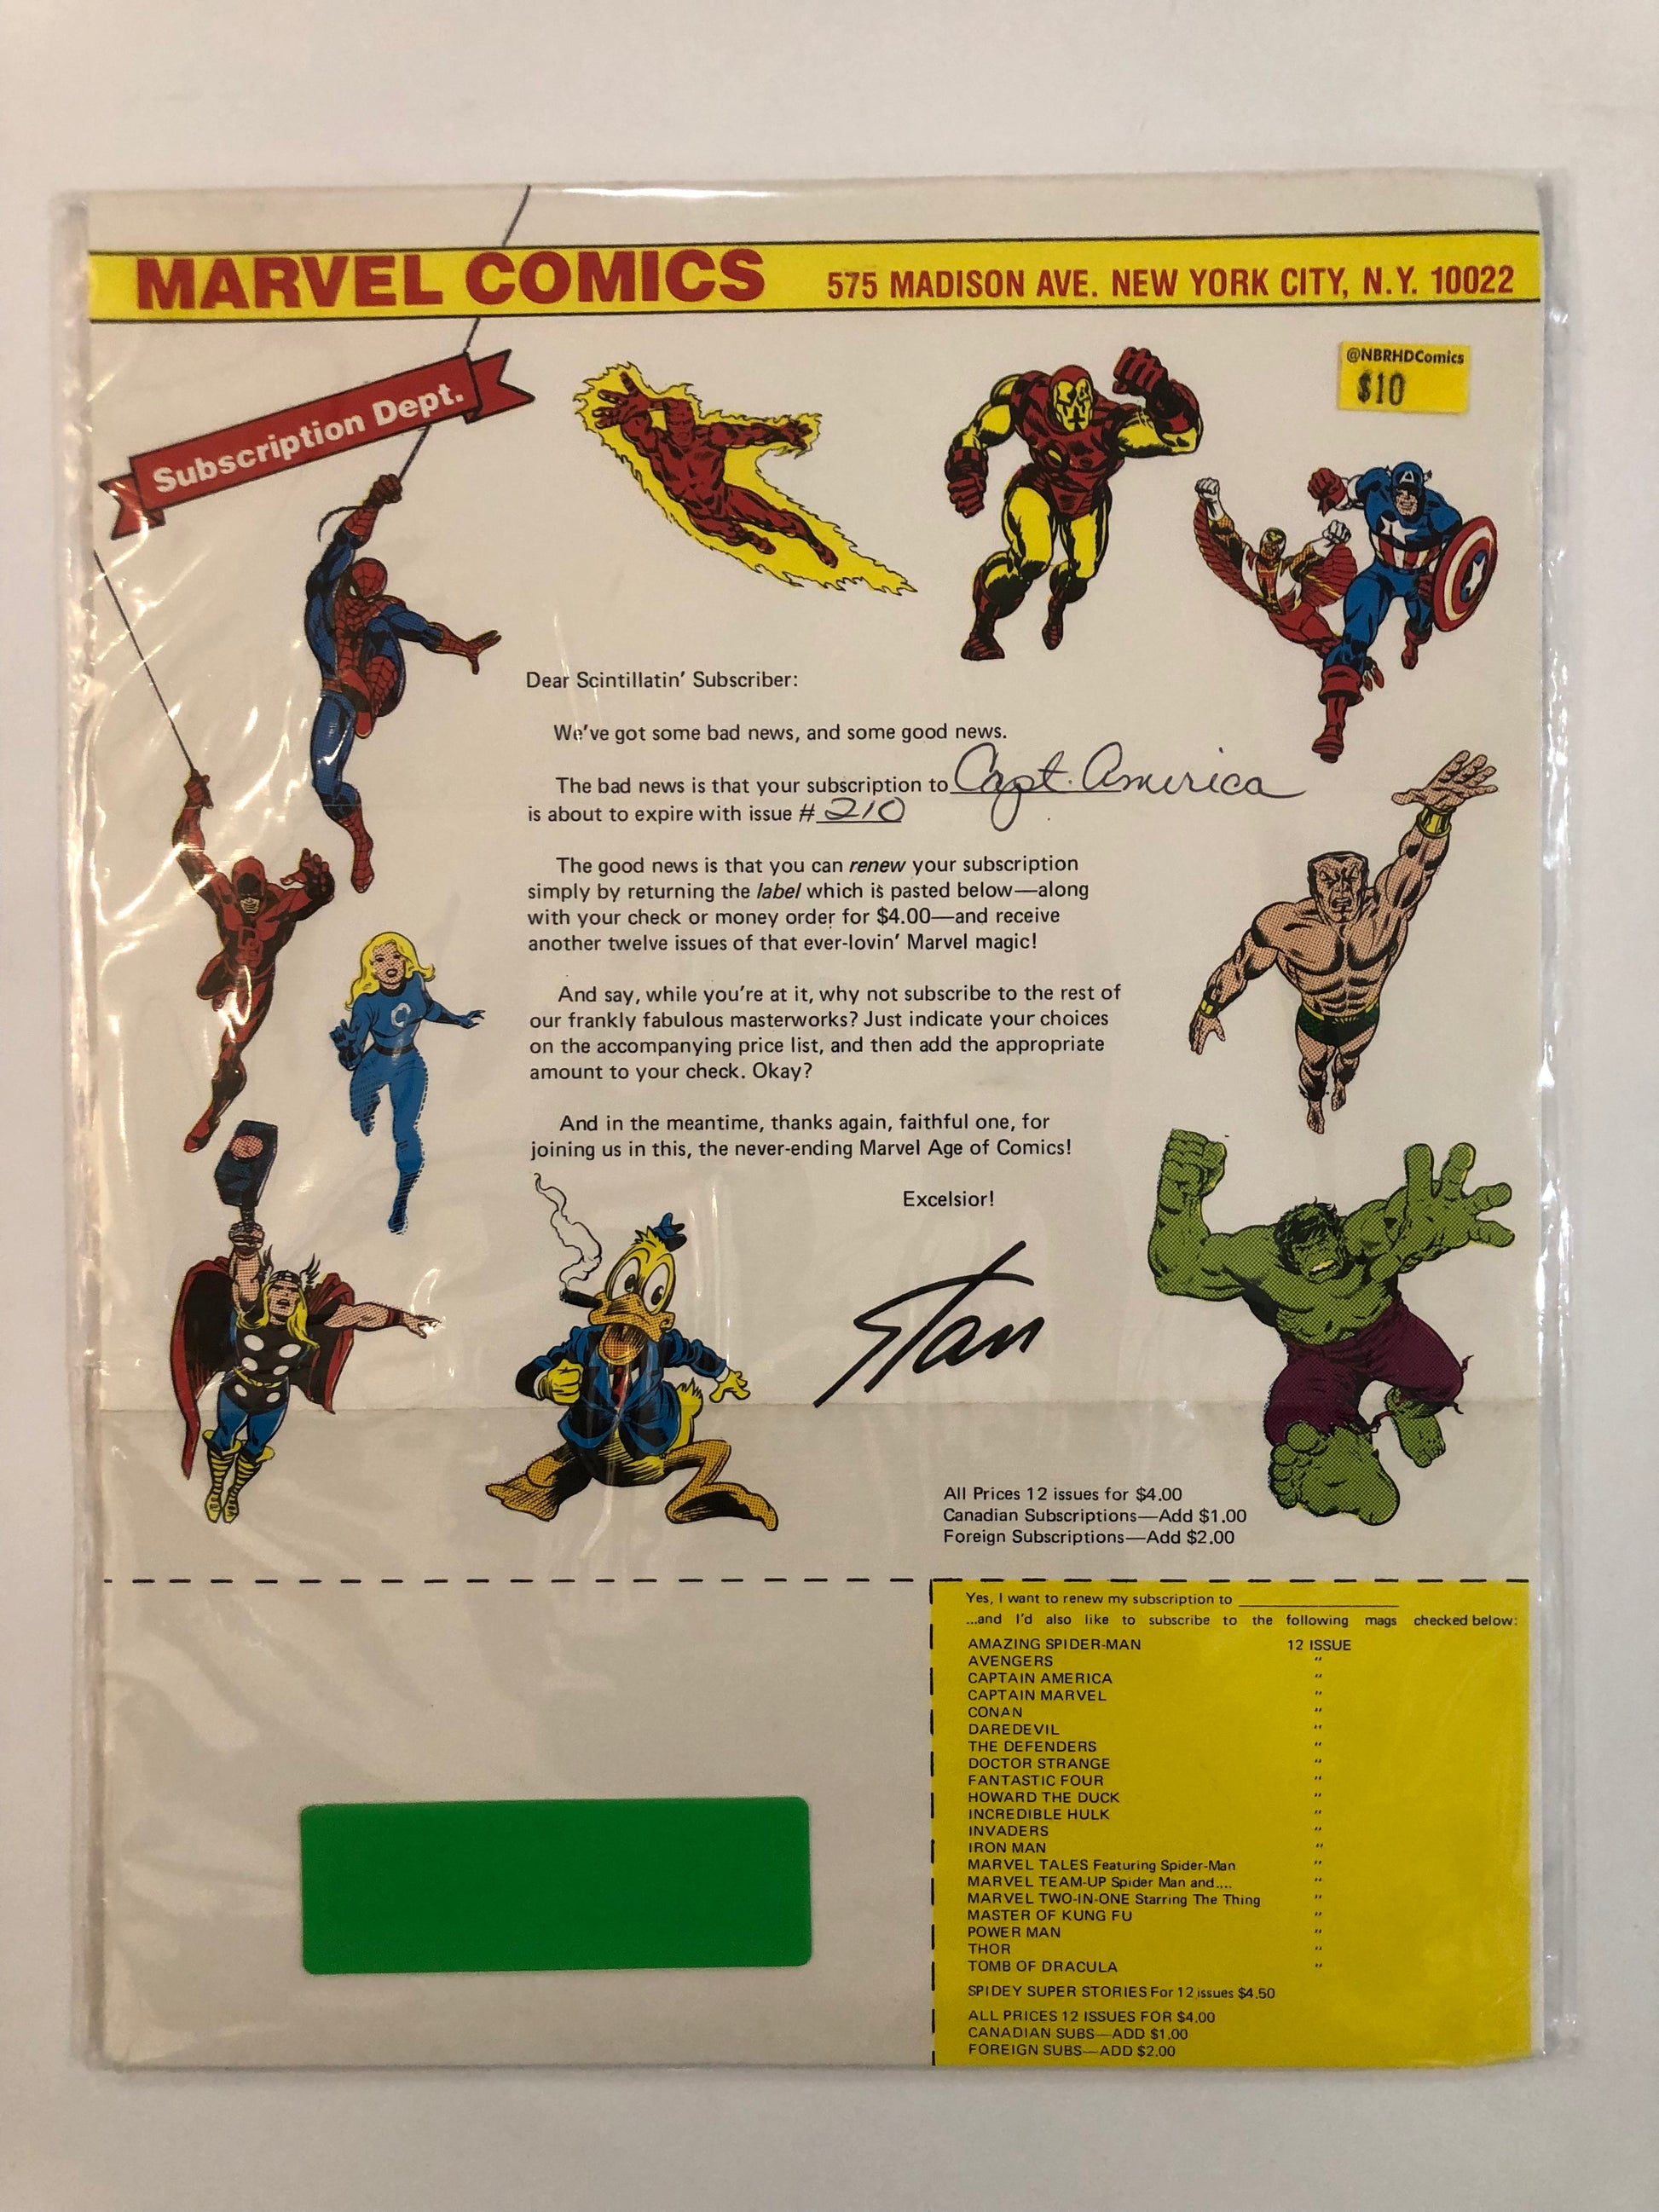 MARVEL COMICS 575 MADISON AVE. NEW YORK CITY, N.Y. 10022
@NBRHDComics
$10
Subscription Dept.
Dear Scintillatin' Subscriber:
We've got some bad news, and some good news.
The bad news is that your subscription to Capt. America
is about to expire with issue # 210
The good news is that you can renew your subscription
simply by returning the label which is pasted below—along
with your check or money order for $4.00—and receive
another twelve issues of that ever-lovin' Marvel magic!
And say, while you're at it, why not subscribe to the rest of
our frankly fabulous masterworks? Just indicate your choices
on the accompanying price list, and then add the appropriate
amount to your check. Okay?
And in the meantime, thanks again, faithful one, for
joining us in this, the never-ending Marvel Age of Comics!
Excelsior!
Stan
All Prices 12 issues for $4.00
Canadian Subscriptions—Add $1.00
Foreign Subscriptions—Add $2.00
Yes, I want to renew my subscription to
...and I'd also like to subscribe to the following mags checked below:
AMAZING SPIDER-MAN 12 ISSUE
AVENGERS "
CAPTAIN AMERICA "
CAPTAIN MARVEL "
CONAN "
DAREDEVIL "
THE DEFENDERS "
DOCTOR STRANGE "
FANTASTIC FOUR "
HOWARD THE DUCK "
INCREDIBLE HULK "
INVADERS "
IRON MAN "
MARVEL TALES Featuring Spider-Man "
MARVEL TEAM-UP Spider Man and.... "
MARVEL TWO-IN-ONE Starring The Thing "
MASTER OF KUNG FU "
POWER MAN "
THOR "
TOMB OF DRACULA "
SPIDEY SUPER STORIES For 12 issues $4.50
ALL PRICES 12 ISSUES FOR $4.00
CANADIAN SUBS—ADD $1.00
FOREIGN SUBS—ADD $2.00